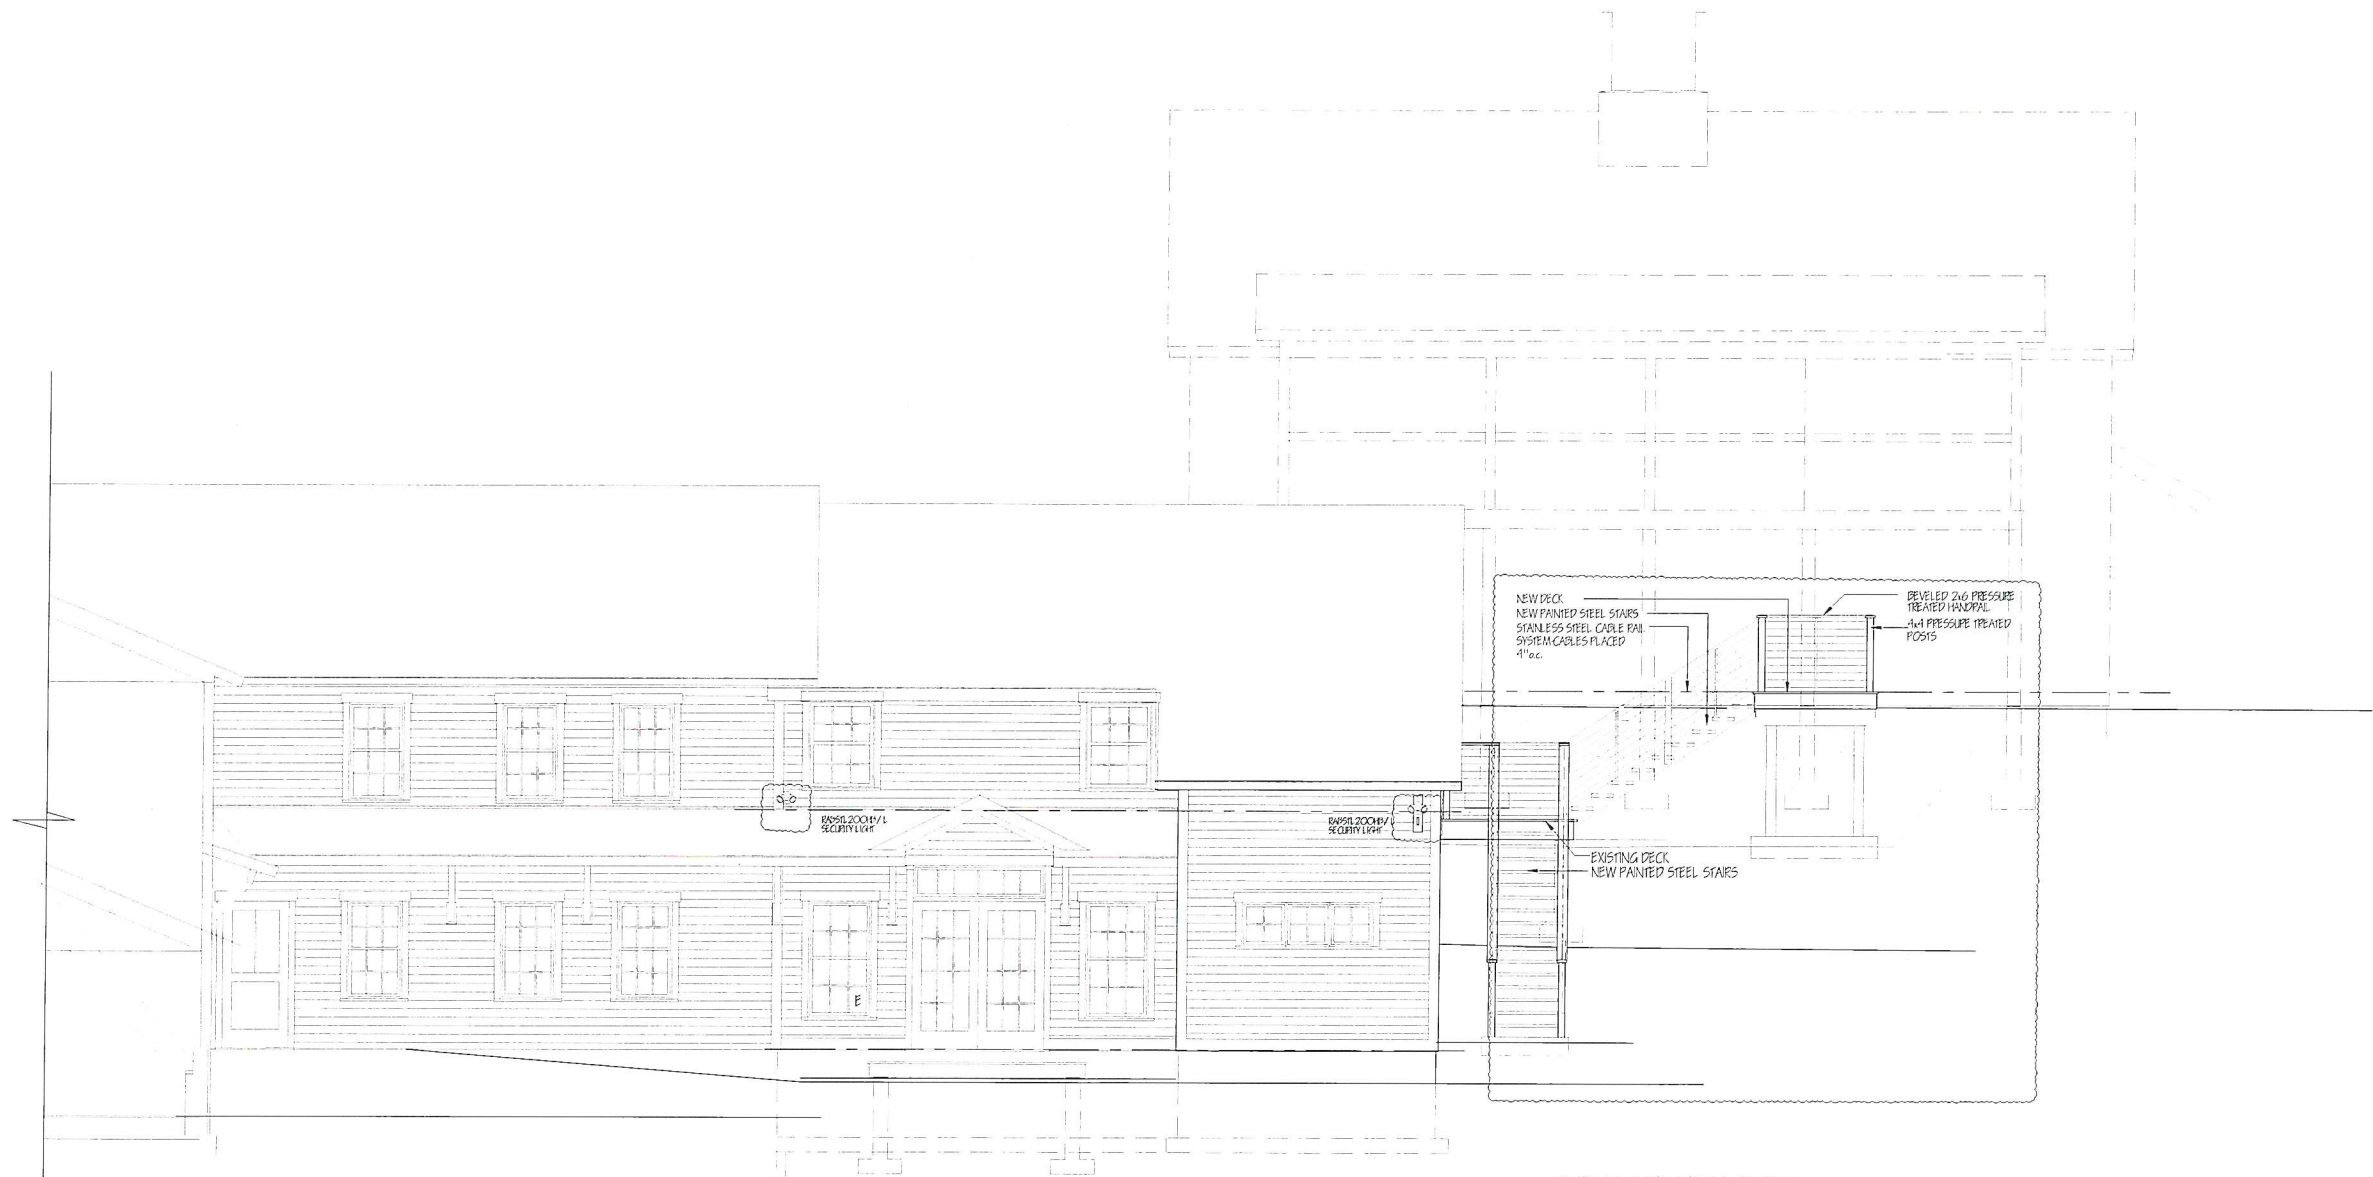 NEW DECK
NEW PAINTED STEEL STAIRS
STAINLESS STEEL CABLE RAIL
SYSTEM CABLES PLACED
4" o.c.
BEVELED 2x6 PRESSURE
TREATED HANDRAIL
4x4 PRESSURE TREATED
POSTS
SECURITY LIGHT
SECURITY LIGHT
EXISTING DECK
NEW PAINTED STEEL STAIRS
E